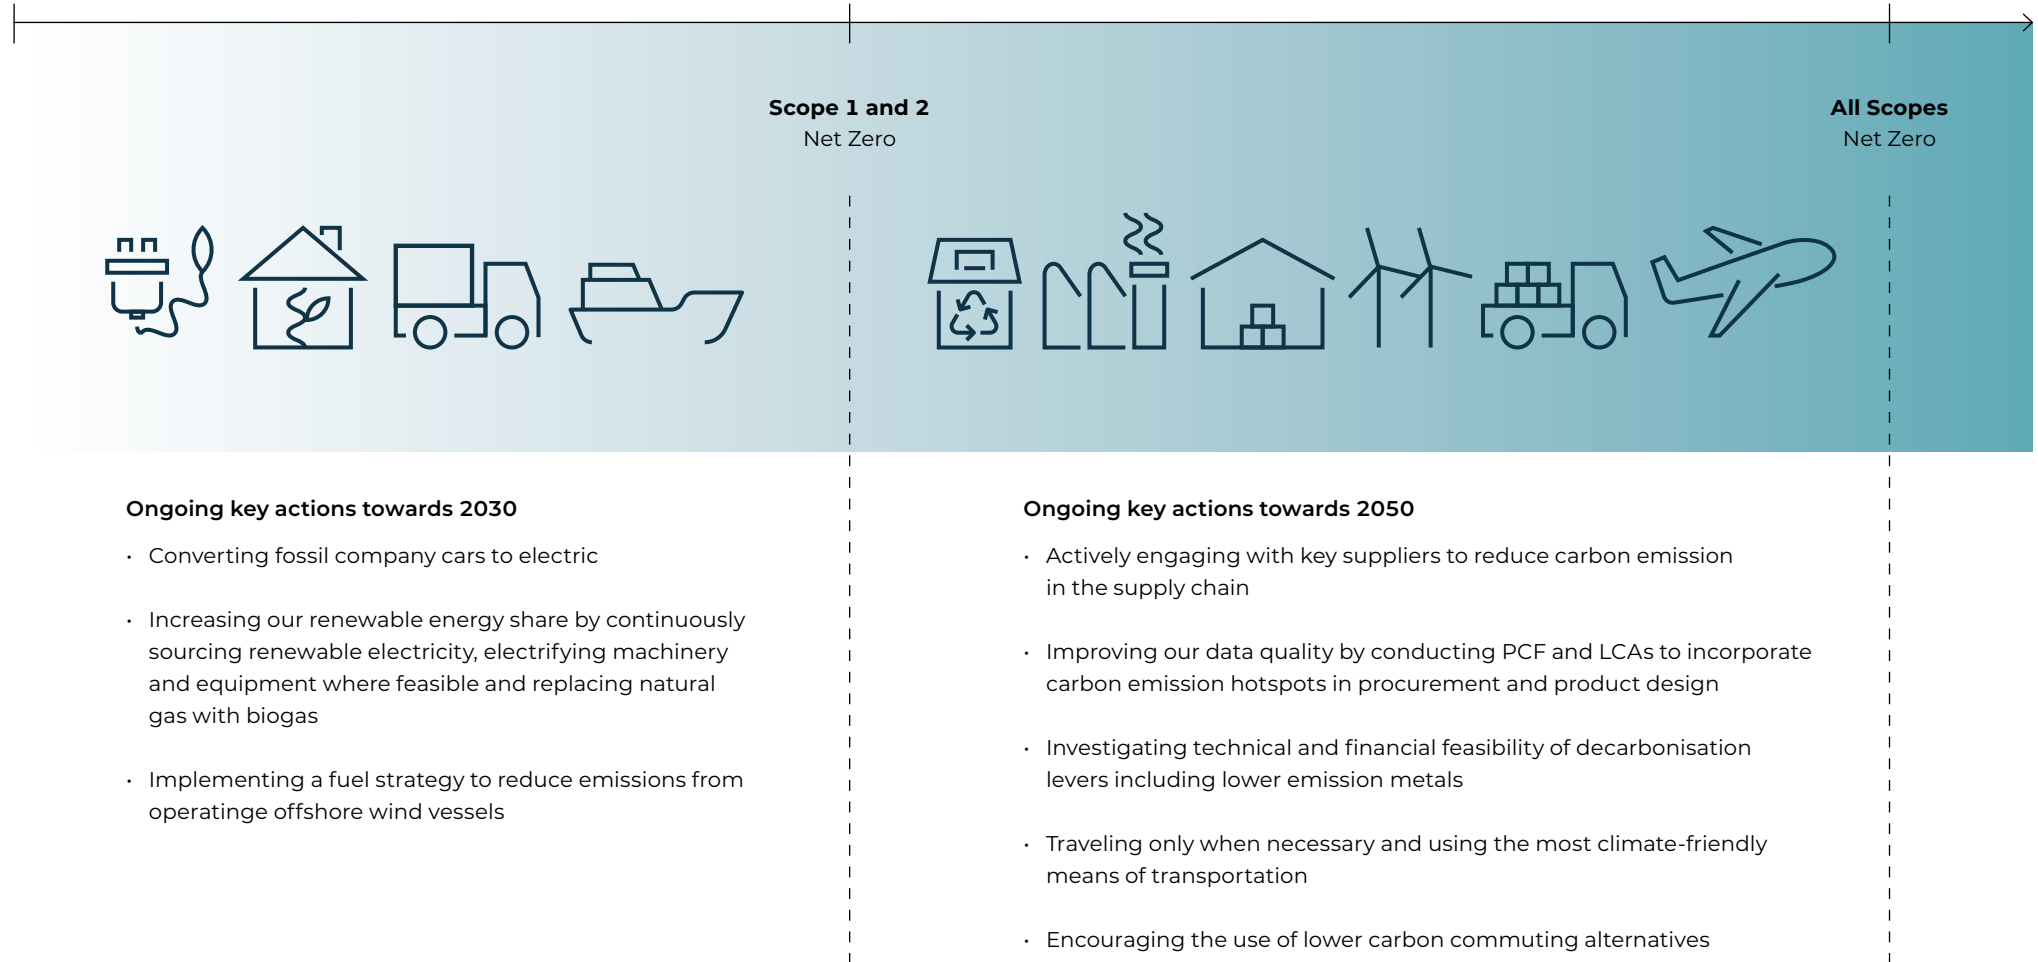 Scope 1 and 2
Net Zero
All Scopes
Net Zero
Ongoing key actions towards 2030
• Converting fossil company cars to electric
• Increasing our renewable energy share by continuously
sourcing renewable electricity, electrifying machinery
and equipment where feasible and replacing natural
gas with biogas
• Implementing a fuel strategy to reduce emissions from
operatinge offshore wind vessels
Ongoing key actions towards 2050
• Actively engaging with key suppliers to reduce carbon emission
in the supply chain
• Improving our data quality by conducting PCF and LCAs to incorporate
carbon emission hotspots in procurement and product design
• Investigating technical and financial feasibility of decarbonisation
levers including lower emission metals
• Traveling only when necessary and using the most climate-friendly
means of transportation
• Encouraging the use of lower carbon commuting alternatives